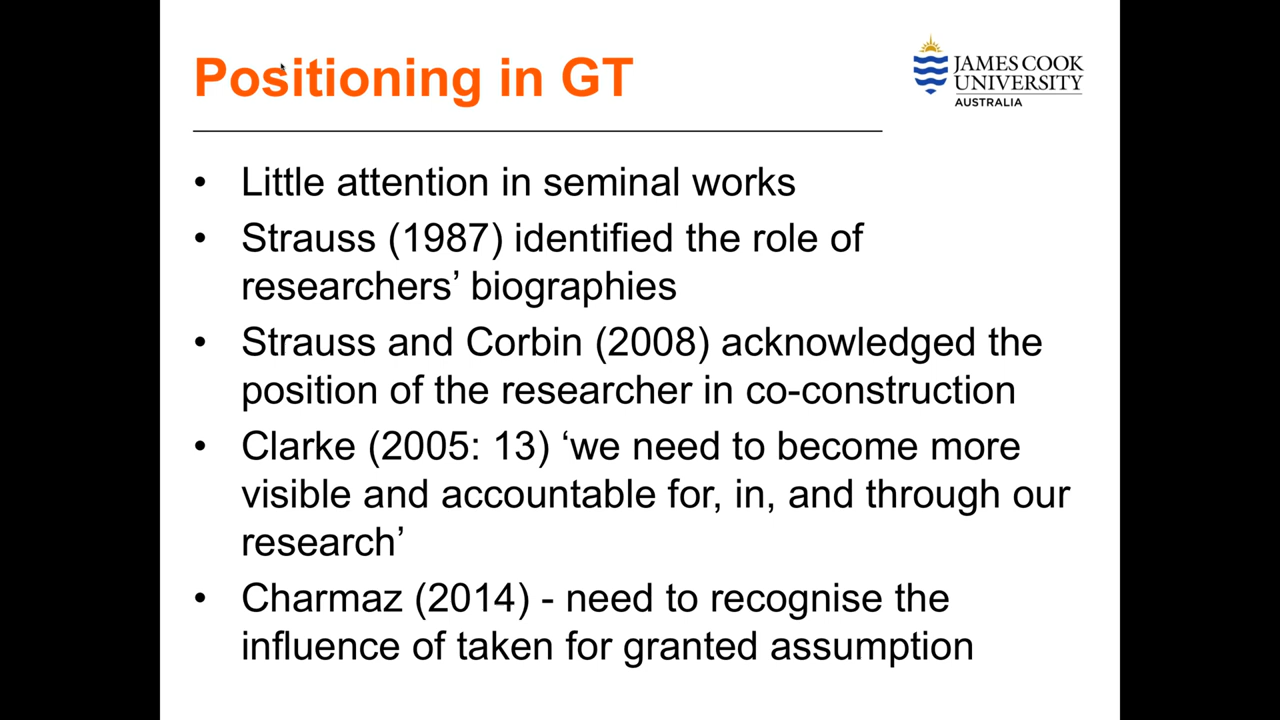 Positioning in GT
JAMES COOK
UNIVERSITY
AUSTRALIA
• Little attention in seminal works
• Strauss (1987) identified the role of
researchers’ biographies
• Strauss and Corbin (2008) acknowledged the
position of the researcher in co-construction
• Clarke (2005: 13) ‘we need to become more
visible and accountable for, in, and through our
research’
• Charmaz (2014) - need to recognise the
influence of taken for granted assumption